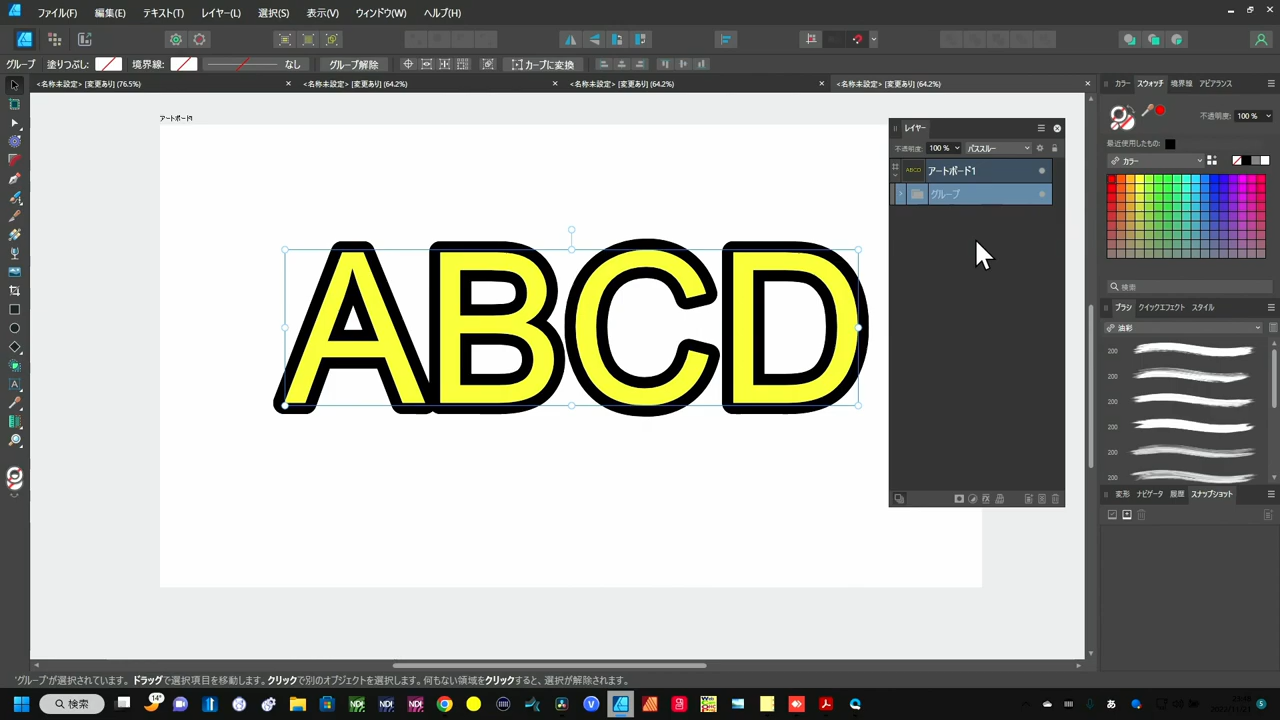 ファイル(F) 編集(E) テキスト(T) レイヤー(L) 選択(S) 表示(V) ウィンドウ(W) ヘルプ(H)
グループ 塗りつぶし: 境界線: なし グループ解除 カーブに変換
<名称未設定> [変更あり] (76.5%) <名称未設定> [変更あり] (64.2%) <名称未設定> [変更あり] (64.2%) <名称未設定> [変更あり] (64.2%)
カラー スウォッチ 境界線 アピアランス
不透明度: 100 %
最近使用したもの:
カラー
検索
ブラシ クイックエフェクト スタイル
油彩
200
200
200
200
200
200
変形 ナビゲータ 履歴 スナップショット
アートボード1
レイヤー
不透明度: 100 % パススルー
ABCD アートボード1
グループ
ABCD
'グループ'が選択されています。 ドラッグで選択項目を移動します。クリックで別のオブジェクトを選択します。何もない領域をクリックすると、選択が解除されます。
検索
14°
あ